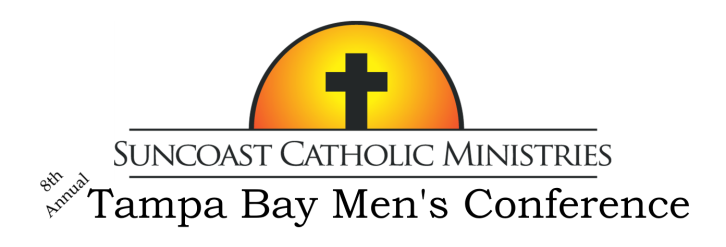 SUNCOAST CATHOLIC MINISTRIES
8th
Annual
Tampa Bay Men's Conference